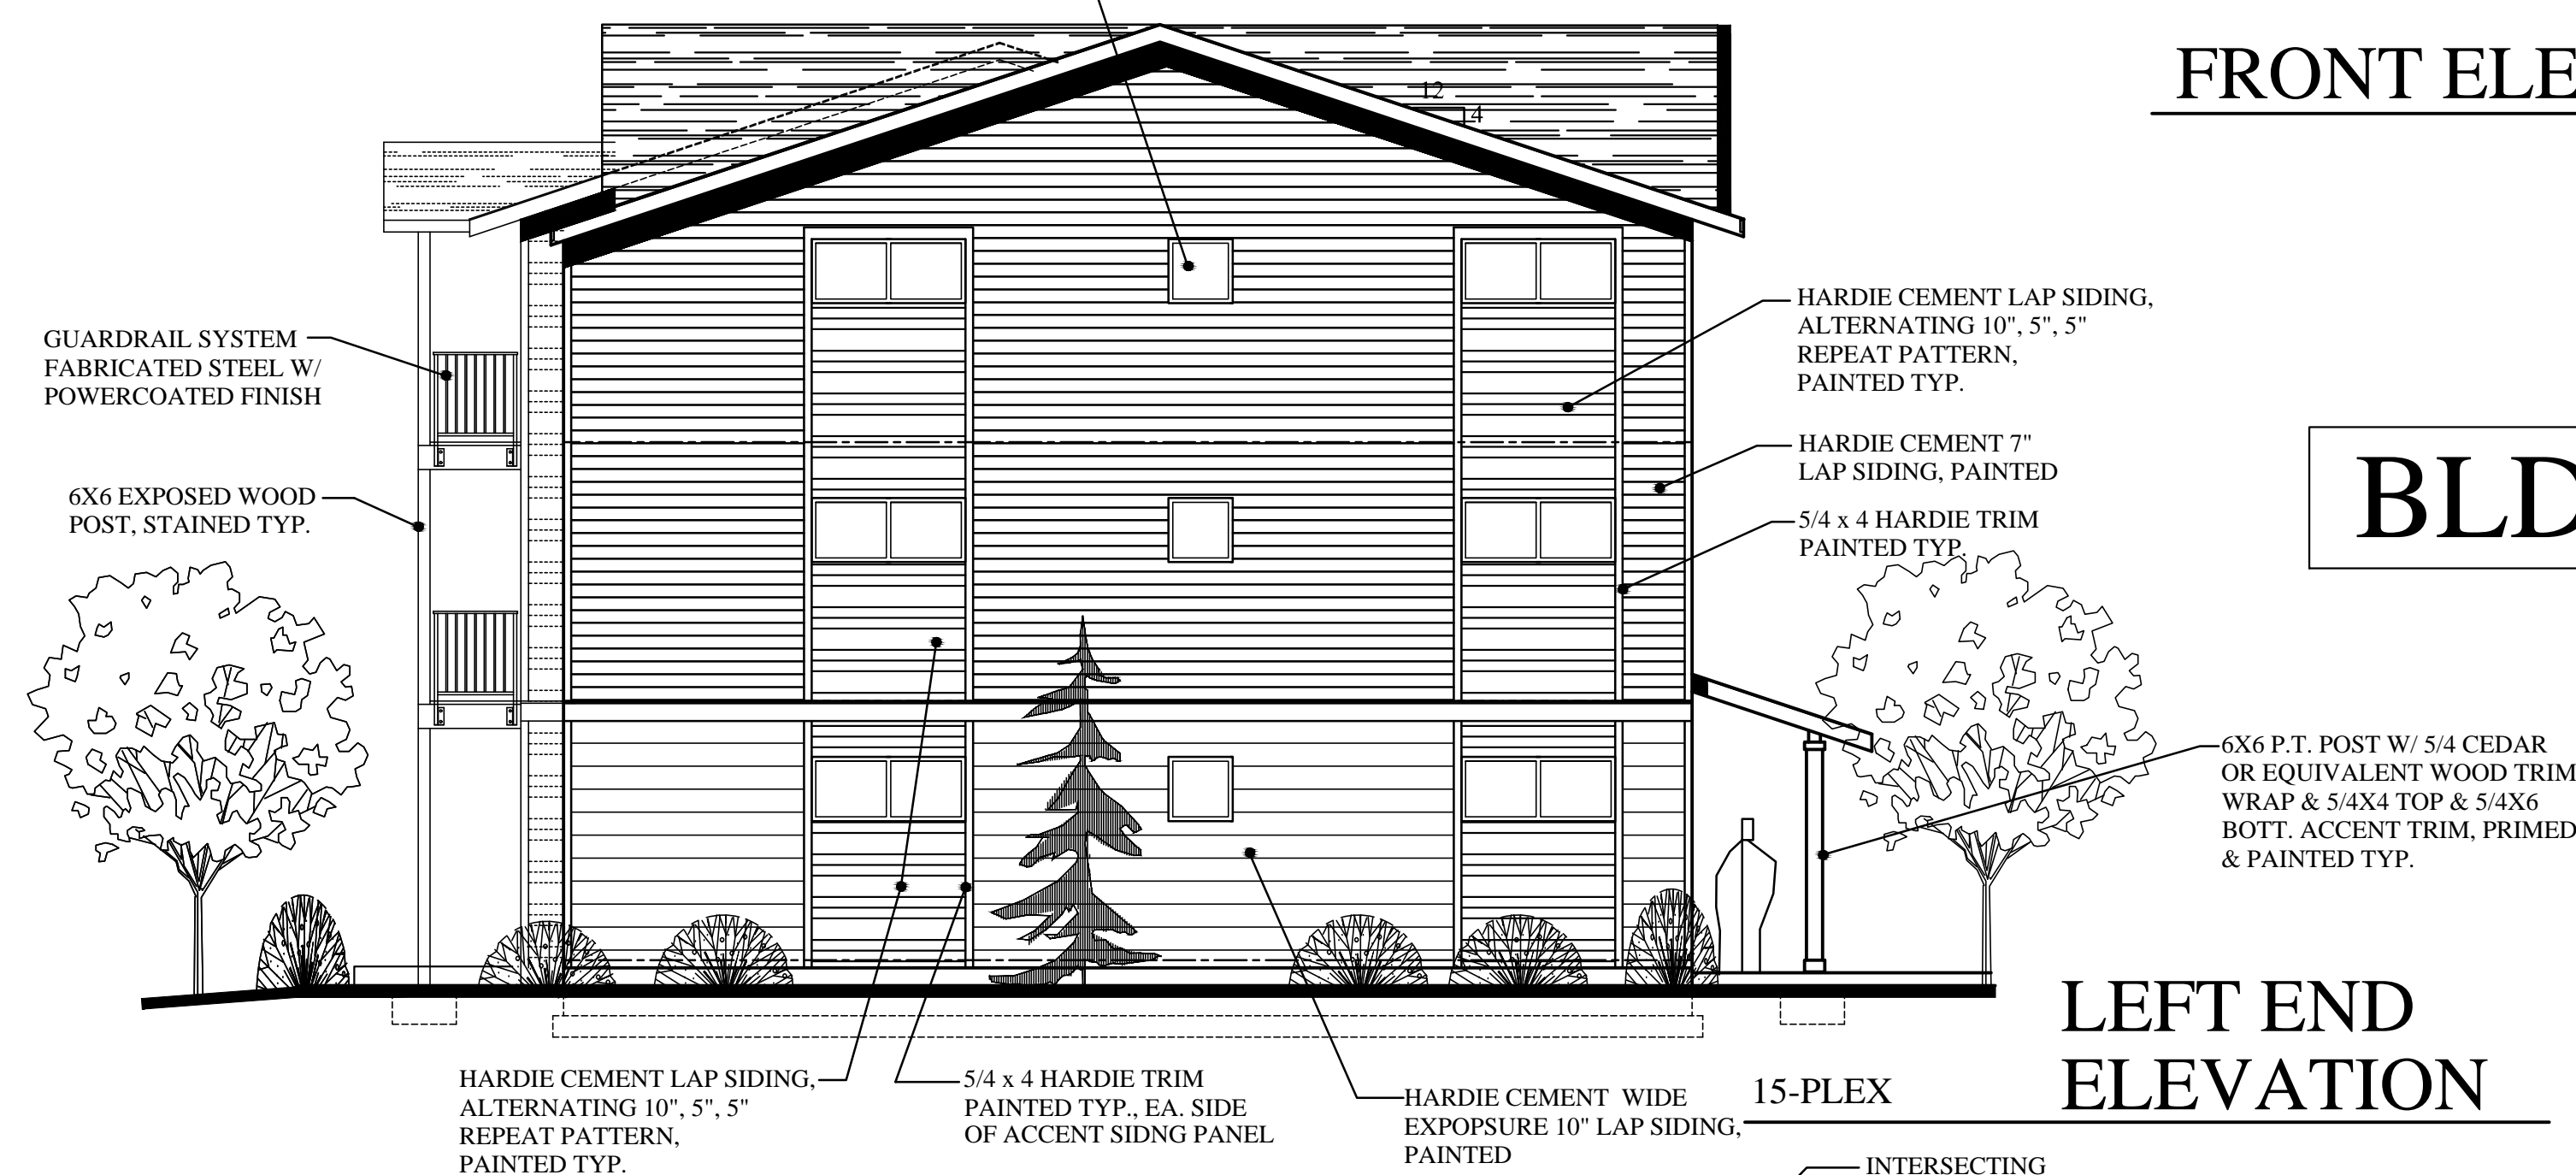 FRONT ELE
12
4
GUARDRAIL SYSTEM
FABRICATED STEEL W/
POWERCOATED FINISH
6X6 EXPOSED WOOD
POST, STAINED TYP.
HARDIE CEMENT LAP SIDING,
ALTERNATING 10", 5", 5"
REPEAT PATTERN,
PAINTED TYP.
HARDIE CEMENT 7"
LAP SIDING, PAINTED
5/4 x 4 HARDIE TRIM
PAINTED TYP.
BLD
6X6 P.T. POST W/ 5/4 CEDAR
OR EQUIVALENT WOOD TRIM
WRAP & 5/4X4 TOP & 5/4X6
BOTT. ACCENT TRIM, PRIMED
& PAINTED TYP.
HARDIE CEMENT LAP SIDING,
ALTERNATING 10", 5", 5"
REPEAT PATTERN,
PAINTED TYP.
5/4 x 4 HARDIE TRIM
PAINTED TYP., EA. SIDE
OF ACCENT SIDNG PANEL
HARDIE CEMENT WIDE
EXPOPSURE 10" LAP SIDING,
PAINTED
15-PLEX
LEFT END
ELEVATION
INTERSECTING